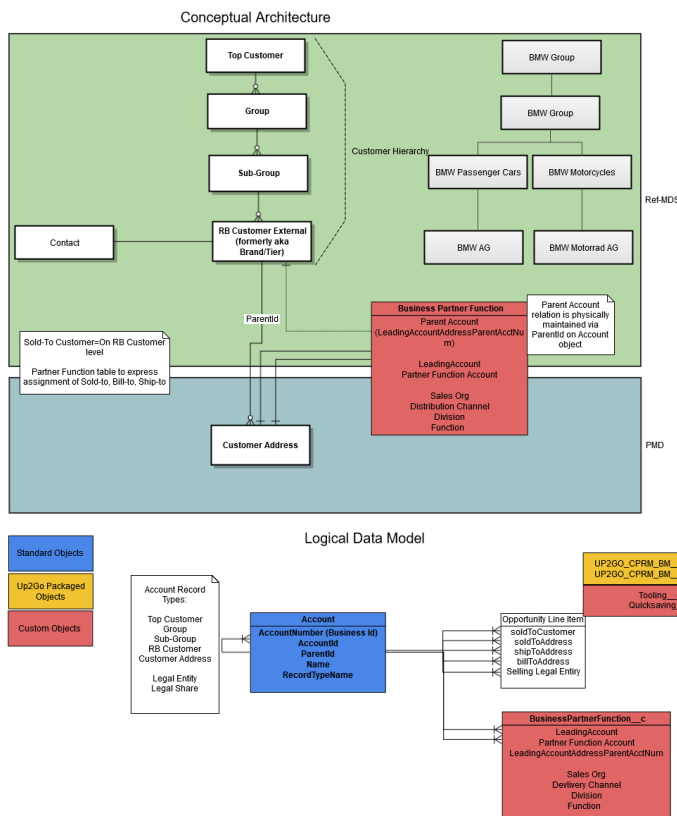 Conceptual Architecture
Top Customer
Group
Sub-Group
RB Customer External
(formerly aka
Brand/Tier)
Contact
Customer Hierarchy
BMW Group
BMW Group
BMW Passenger Cars
BMW Motorcycles
BMW AG
BMW Motorrad AG
Ref-MDS
ParentId
Sold-To Customer=On RB Customer
level
Partner Function table to express
assignment of Sold-to, Bill-to, Ship-to
Business Partner Function
Parent Account
(LeadingAccountAddressParentAcctNu
m)
LeadingAccount
Partner Function Account
Sales Org
Distribution Channel
Division
Function
Parent Account
relation is physically
maintained via
ParentId on Account
object
Customer Address
PMD
Logical Data Model
Standard Objects
Up2Go Packaged
Objects
Custom Objects
Account Record
Types:
Top Customer
Group
Sub-Group
RB Customer
Customer Address
Legal Entity
Legal Share
Account
AccountNumber (Business Id)
AccountId
ParentId
Name
RecordTypeName
Opportunity Line Item
soldToCustomer
soldToAddress
shipToAddress
billToAddress
Selling Legal Entity
UP2GO_CPRM_BM__
UP2GO_CPRM_BM__
Tooling__
Quicksaving_
BusinessPartnerFunction__c
LeadingAccount
Partner Function Account
LeadingAccountAddressParentAcctNum
Sales Org
Devlivery Channel
Division
Function